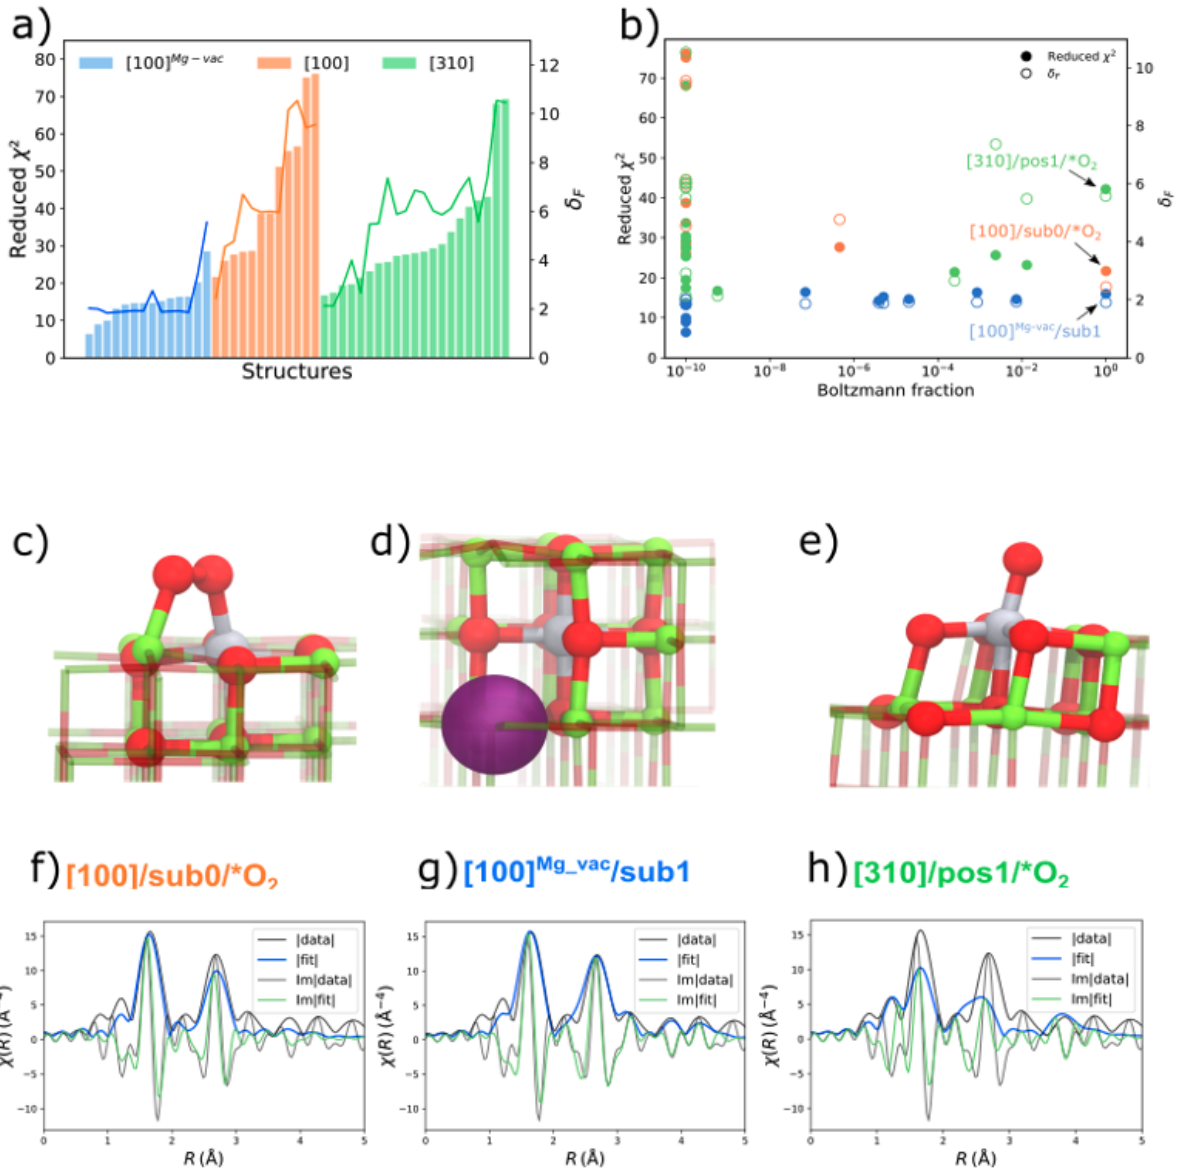 a)
[100]^Mg−vac [100] [310]
Reduced χ²
80
70
60
50
40
30
20
10
0
12
10
8
6
4
2
0
δ_F
Structures
b)
Reduced χ²
δ_F
Reduced χ²
70
60
50
40
30
20
10
0
10
8
6
4
2
0
δ_F
[310]/pos1/*O₂
[100]/sub0/*O₂
[100]^Mg-vac/sub1
10⁻¹⁰ 10⁻⁸ 10⁻⁶ 10⁻⁴ 10⁻² 10⁰
Boltzmann fraction
c)
d)
e)
f) [100]/sub0/*O₂
|data|
|fit|
Im|data|
Im|fit|
χ(R) (Å⁻⁴)
15
10
5
0
−5
−10
0 1 2 3 4 5
R (Å)
g) [100]^Mg_vac/sub1
|data|
|fit|
Im|data|
Im|fit|
χ(R) (Å⁻⁴)
15
10
5
0
−5
−10
0 1 2 3 4 5
R (Å)
h) [310]/pos1/*O₂
|data|
|fit|
Im|data|
Im|fit|
χ(R) (Å⁻⁴)
15
10
5
0
−5
−10
0 1 2 3 4 5
R (Å)